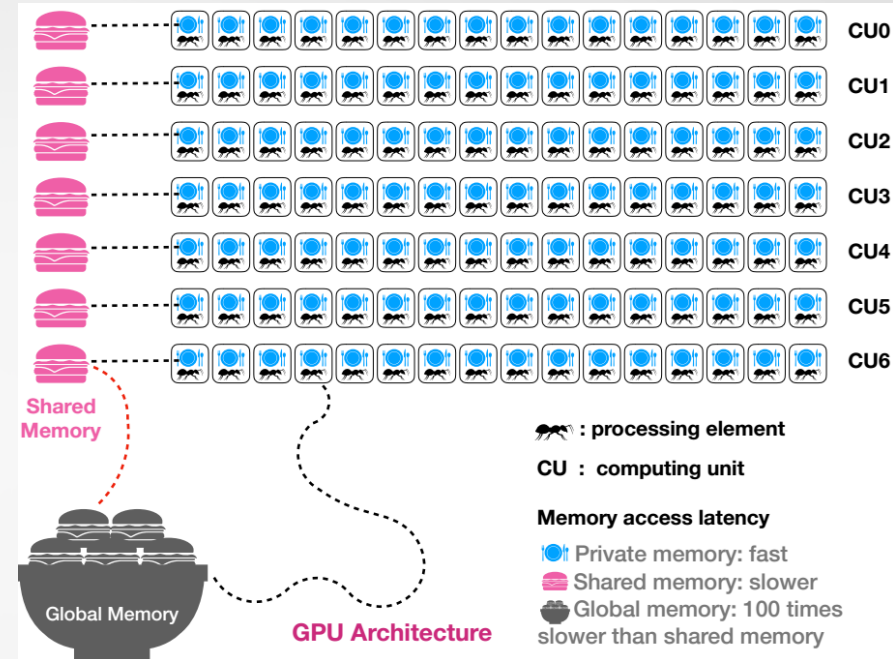 CU0
CU1
CU2
CU3
CU4
CU5
CU6
Shared
Memory
: processing element
CU : computing unit
Memory access latency
Private memory: fast
Shared memory: slower
Global memory: 100 times
slower than shared memory
Global Memory
GPU Architecture